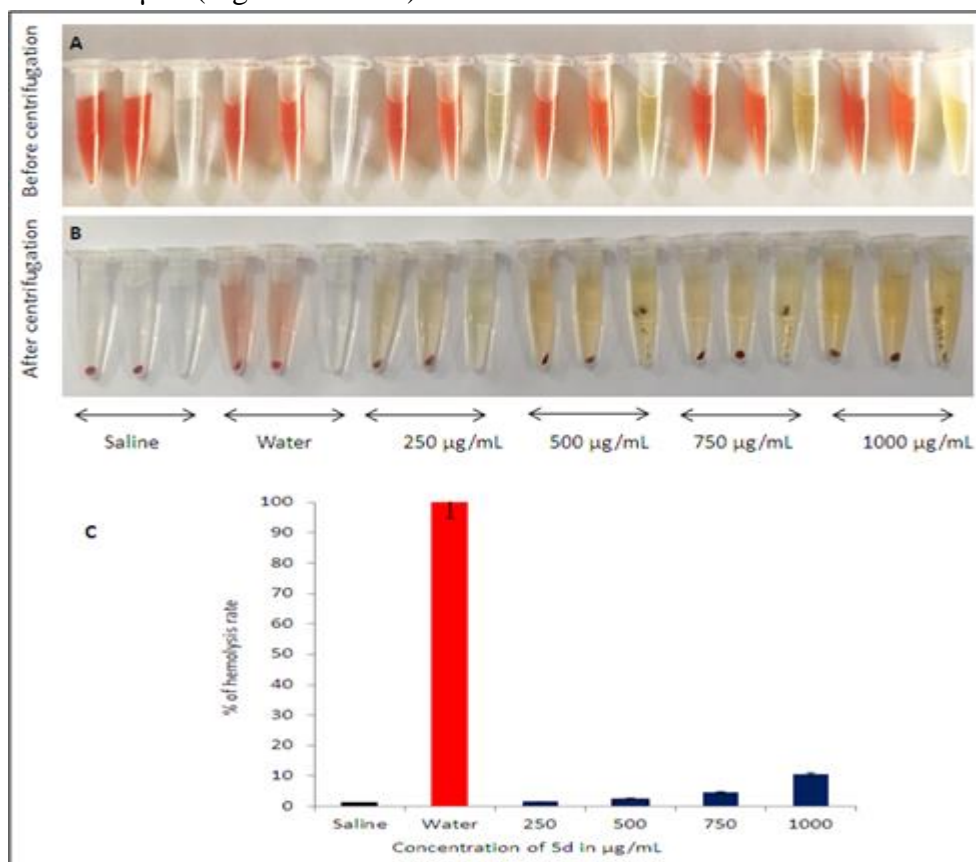 A
Before centrifugation
B
After centrifugation
Saline Water 250 µg/mL 500 µg/mL 750 µg/mL 1000 µg/mL
C
100
90
80
70
60
50
40
30
20
10
0
% of hemolysis rate
Saline Water 250 500 750 1000
Concentration of 5d in µg/mL